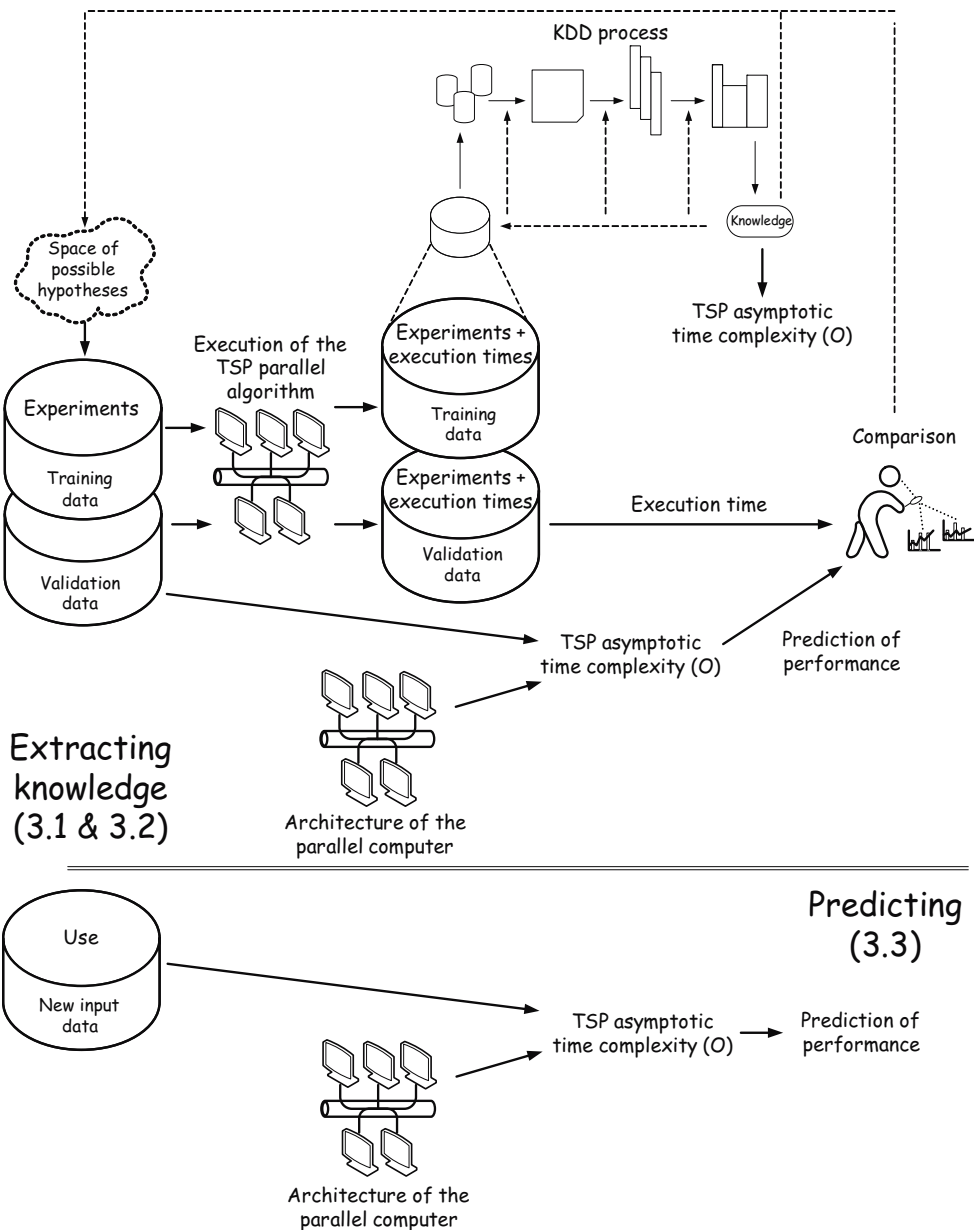 KDD process
Knowledge
Space of
possible
hypotheses
TSP asymptotic
time complexity (O)
Execution of the
TSP parallel
algorithm
Experiments +
execution times
Training
data
Experiments
Training
data
Comparison
Experiments +
execution times
Validation
data
Execution time
Validation
data
TSP asymptotic
time complexity (O)
Prediction of
performance
Extracting
knowledge
(3.1 & 3.2)
Architecture of the
parallel computer
Predicting
(3.3)
Use
New input
data
TSP asymptotic
time complexity (O)
Prediction of
performance
Architecture of the
parallel computer